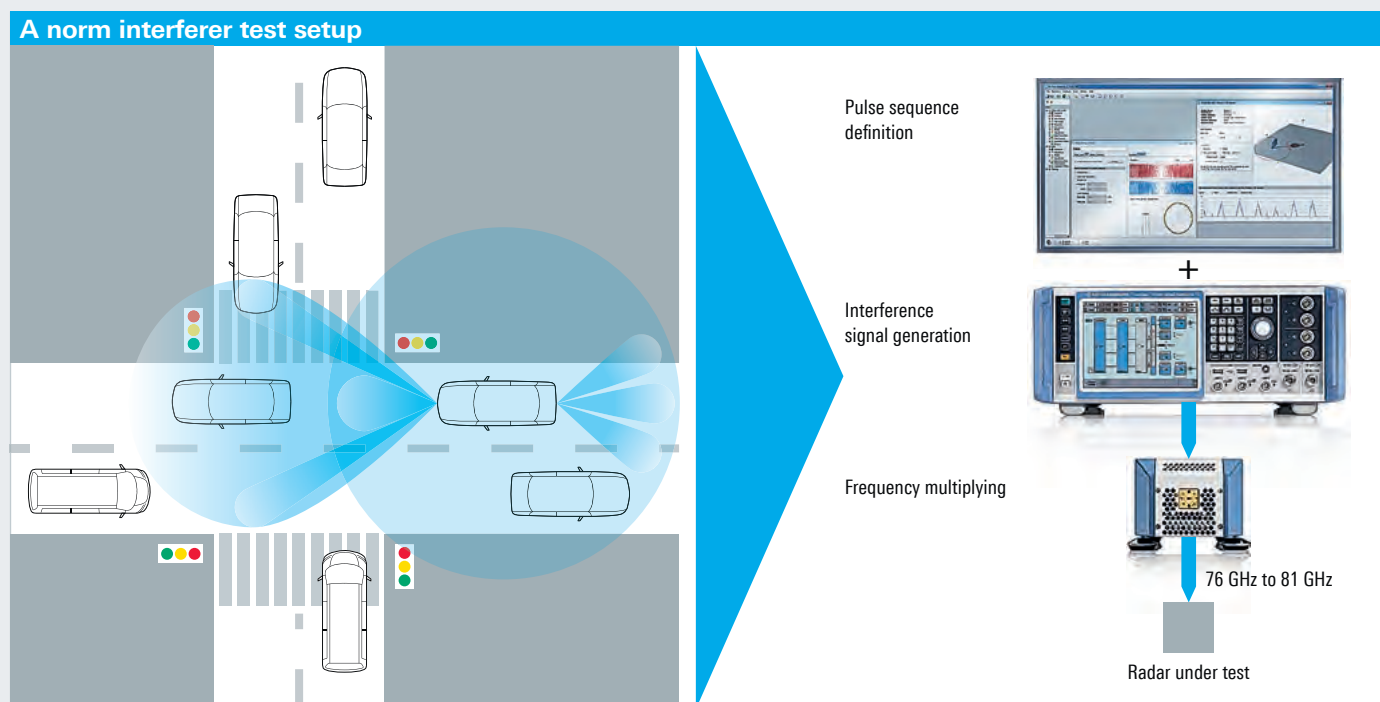 A norm interferer test setup
Pulse sequence
definition
+
Interference
signal generation
Frequency multiplying
76 GHz to 81 GHz
Radar under test